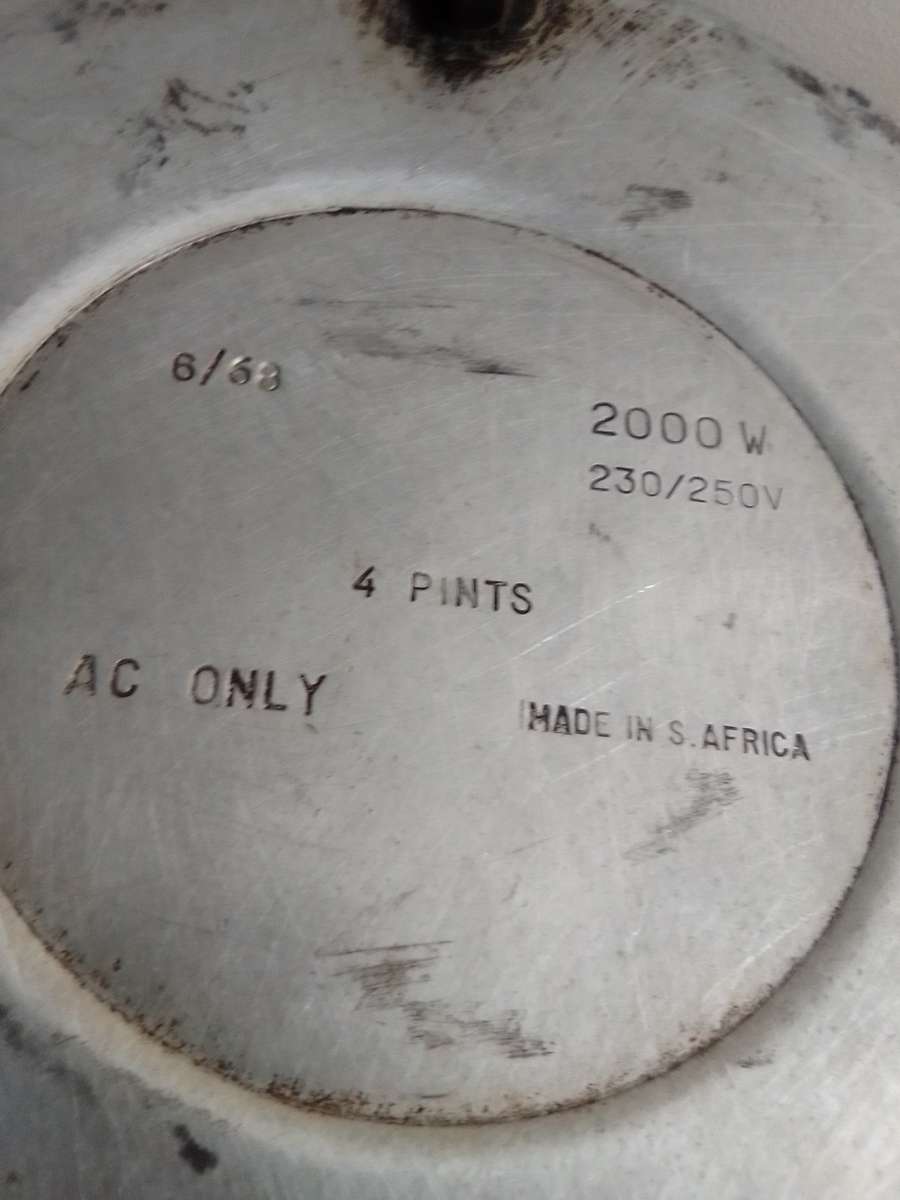 6/68
2000 W
230/250V
4 PINTS
AC ONLY
MADE IN S. AFRICA